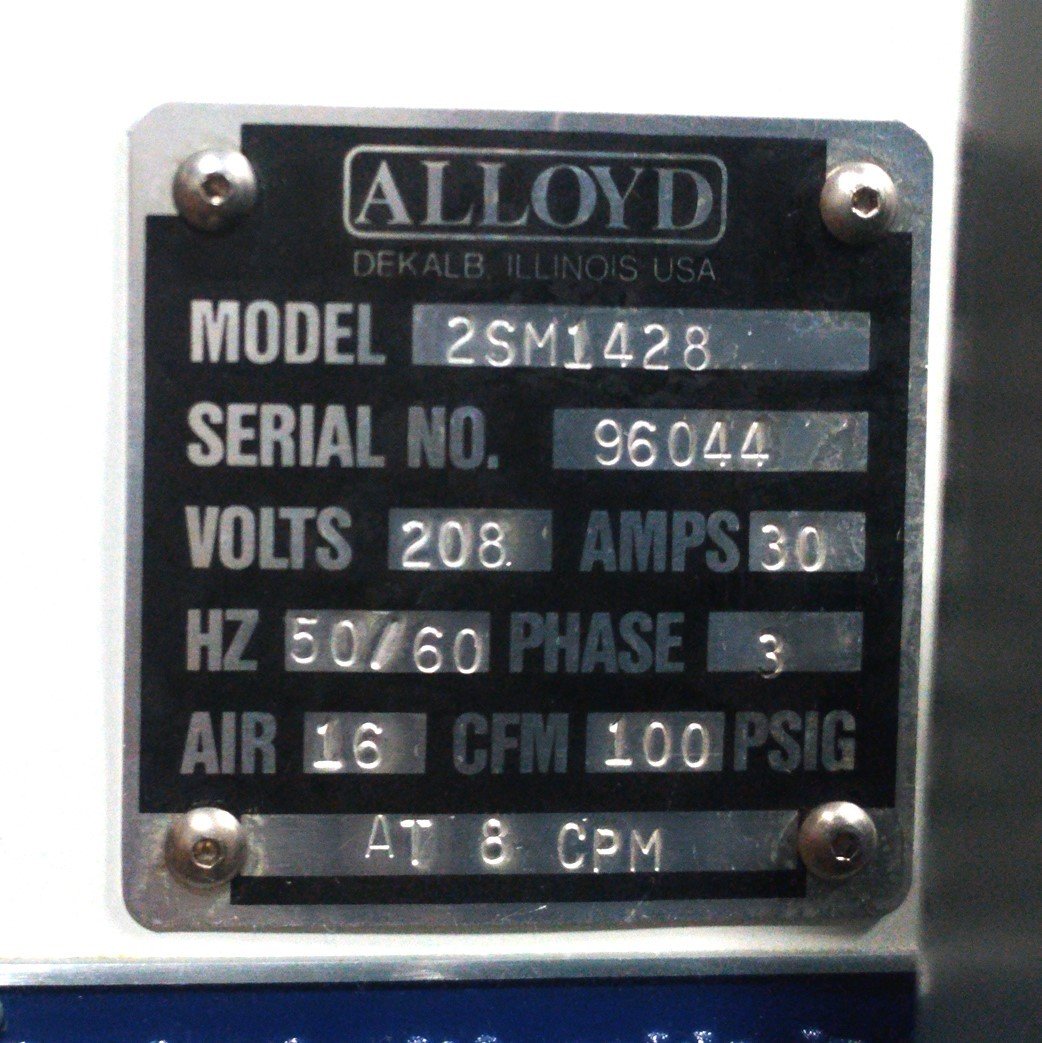 ALLOYD
DEKALB, ILLINOIS USA
MODEL 2SM1428
SERIAL NO. 96044
VOLTS 208 AMPS 30
HZ 50/60 PHASE 3
AIR 16 CFM 100 PSIG
AT 8 CPM